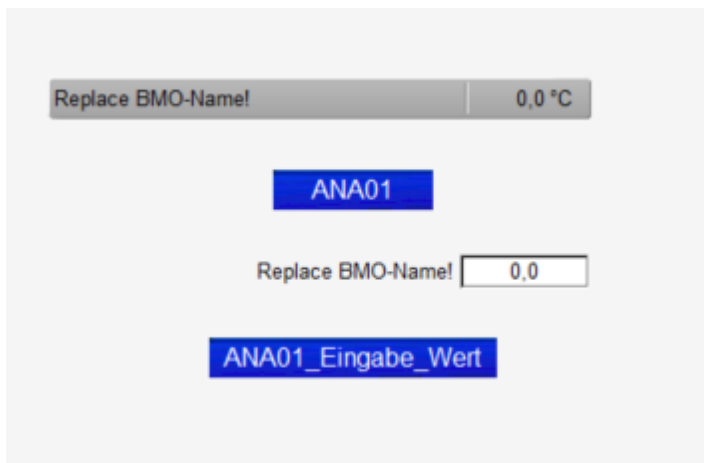 Replace BMO-Name! 0,0 °C
ANA01
Replace BMO-Name! 0,0
ANA01_Eingabe_Wert